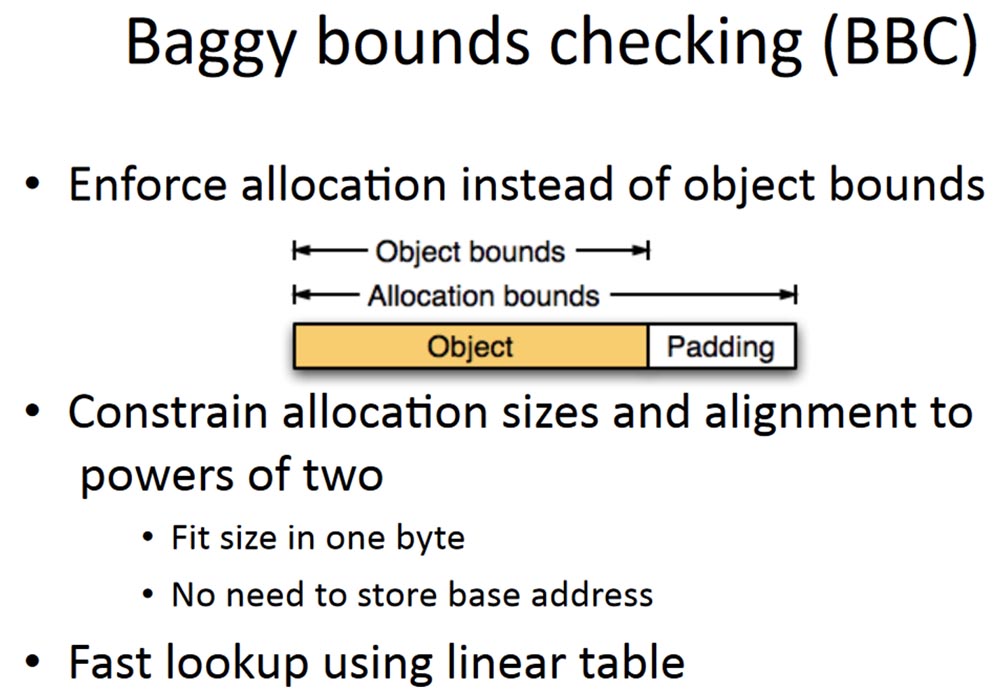 Baggy bounds checking (BBC)
• Enforce allocation instead of object bounds
Object bounds
Allocation bounds
Object Padding
• Constrain allocation sizes and alignment to
powers of two
• Fit size in one byte
• No need to store base address
• Fast lookup using linear table